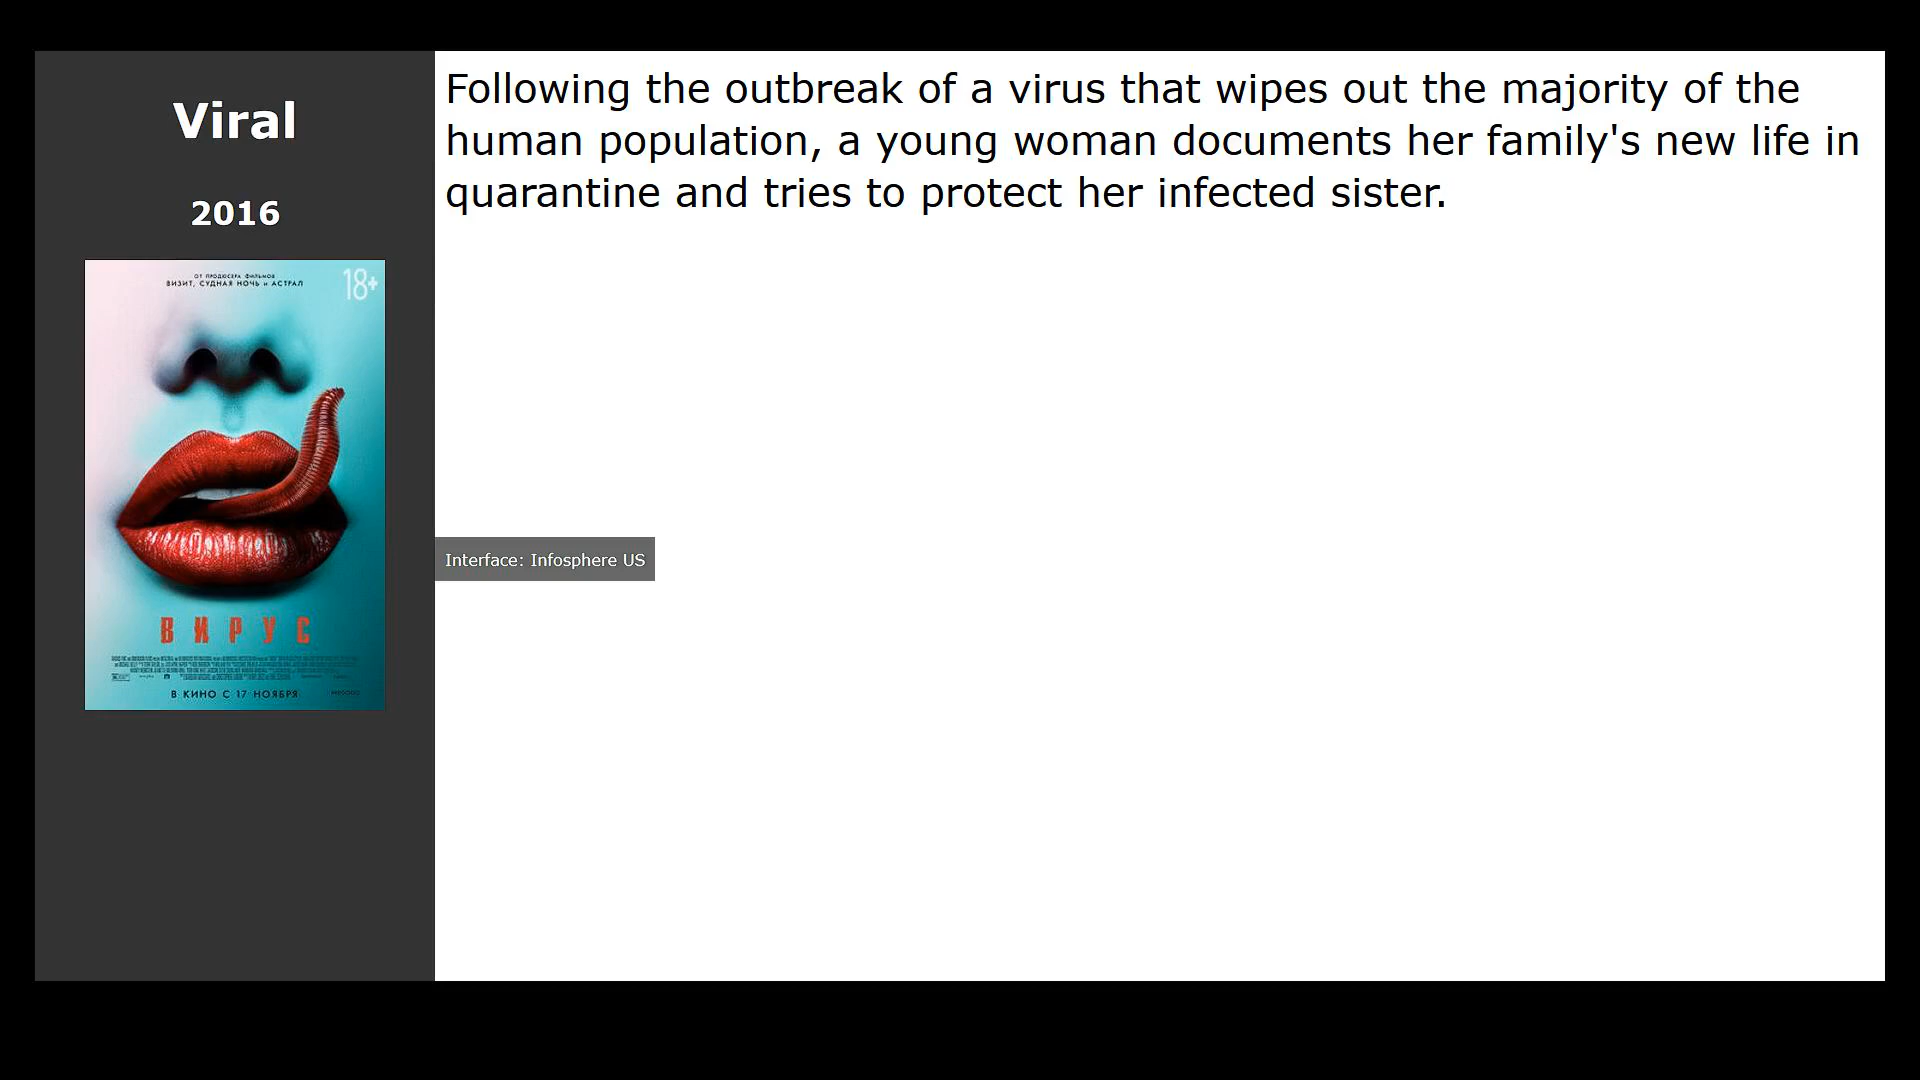 Viral
2016
ОТ ПРОДЮСЕРА ФИЛЬМОВ
ВИЗИТ, СУДНАЯ НОЧЬ и АСТРАЛ
18+
ВИРУС
В КИНО С 17 НОЯБРЯ
Following the outbreak of a virus that wipes out the majority of the
human population, a young woman documents her family's new life in
quarantine and tries to protect her infected sister.
Interface: Infosphere US